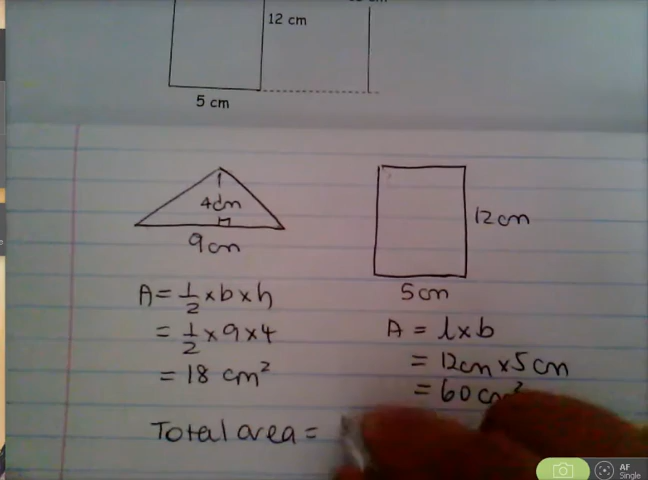 12 cm
5 cm
4cm
9cm
A = 1/2 × b × h
= 1/2 × 9 × 4
= 18 cm²
12cm
5cm
A = l × b
= 12cm × 5cm
= 60cm²
Total area =
AF
Single